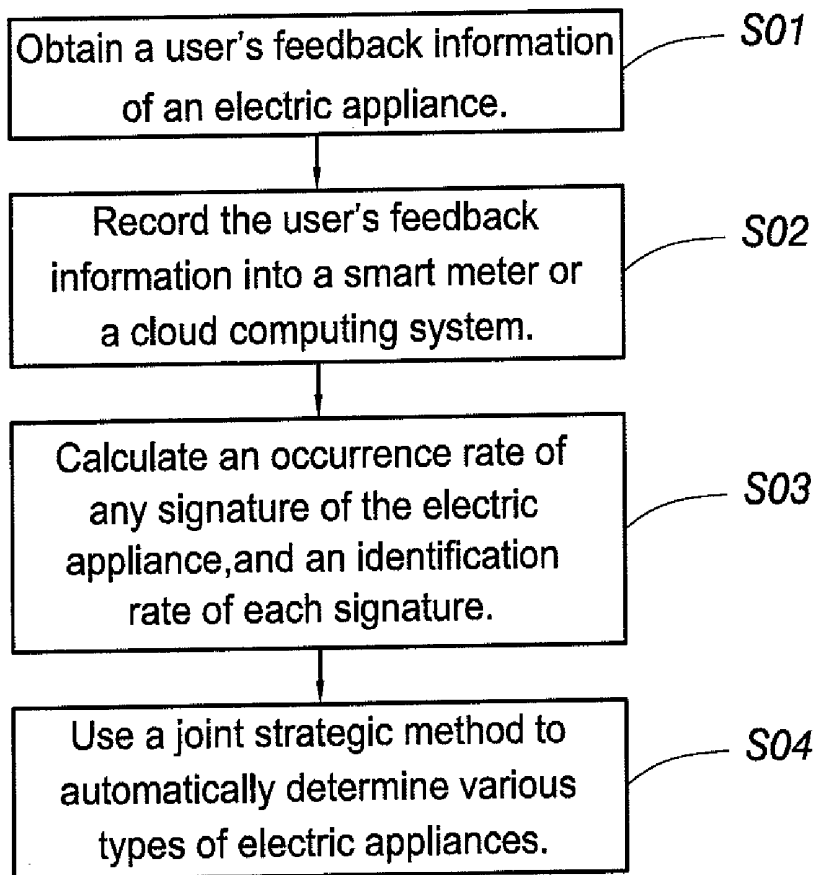 Obtain a user's feedback information
of an electric appliance.
S01
Record the user's feedback
information into a smart meter or
a cloud computing system.
S02
Calculate an occurrence rate of
any signature of the electric
appliance,and an identification
rate of each signature.
S03
Use a joint strategic method to
automatically determine various
types of electric appliances.
S04